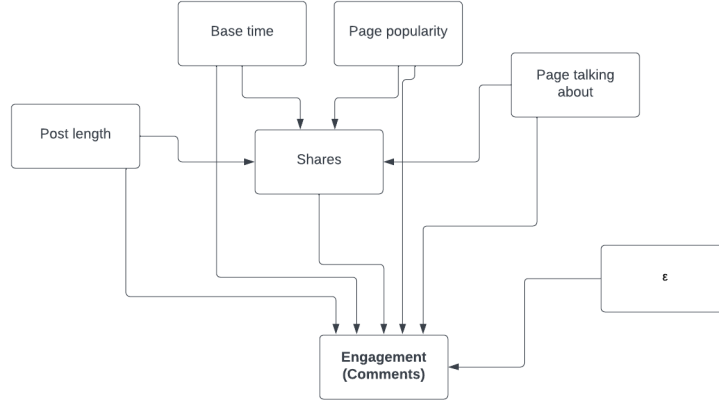 Base time
Page popularity
Page talking
about
Post length
Shares
ε
Engagement
(Comments)